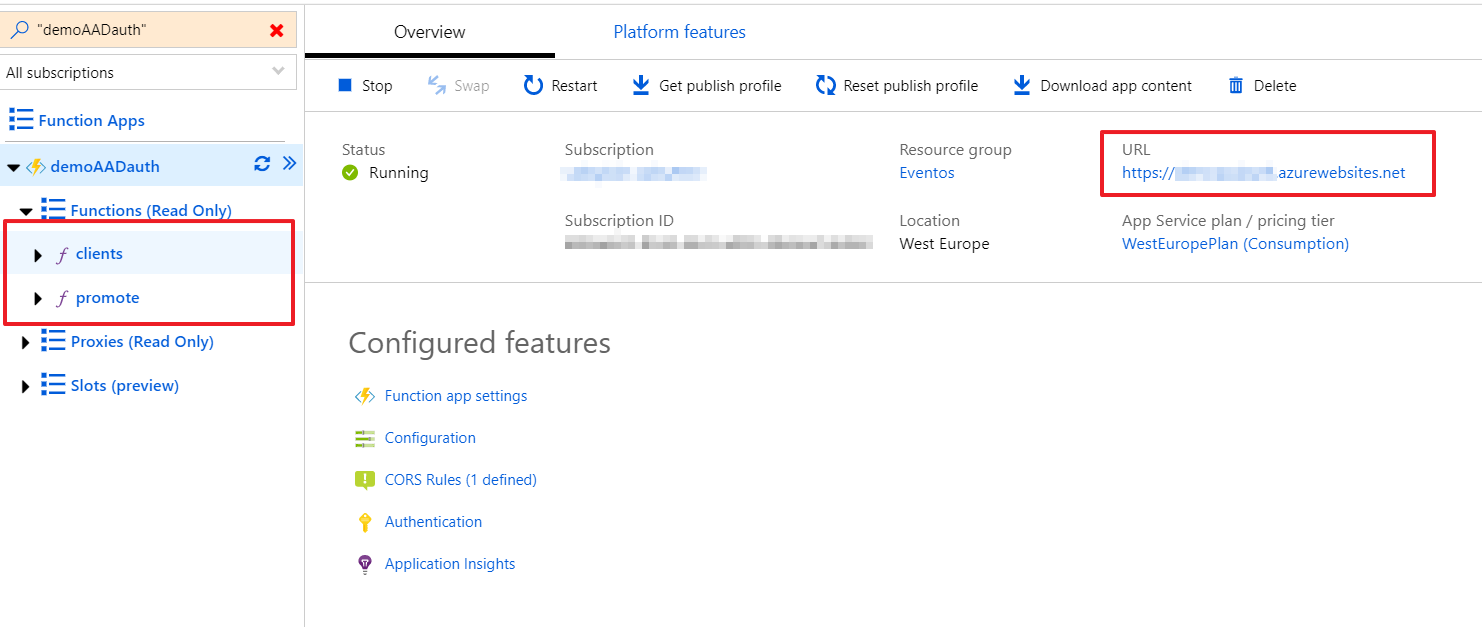 "demoAADauth"
All subscriptions
Function Apps
demoAADauth
Functions (Read Only)
clients
promote
Proxies (Read Only)
Slots (preview)
Overview
Platform features
Stop
Swap
Restart
Get publish profile
Reset publish profile
Download app content
Delete
Status
Running
Subscription
Subscription ID
Resource group
Eventos
Location
West Europe
URL
https:// .azurewebsites.net
App Service plan / pricing tier
WestEuropePlan (Consumption)
Configured features
Function app settings
Configuration
CORS Rules (1 defined)
Authentication
Application Insights